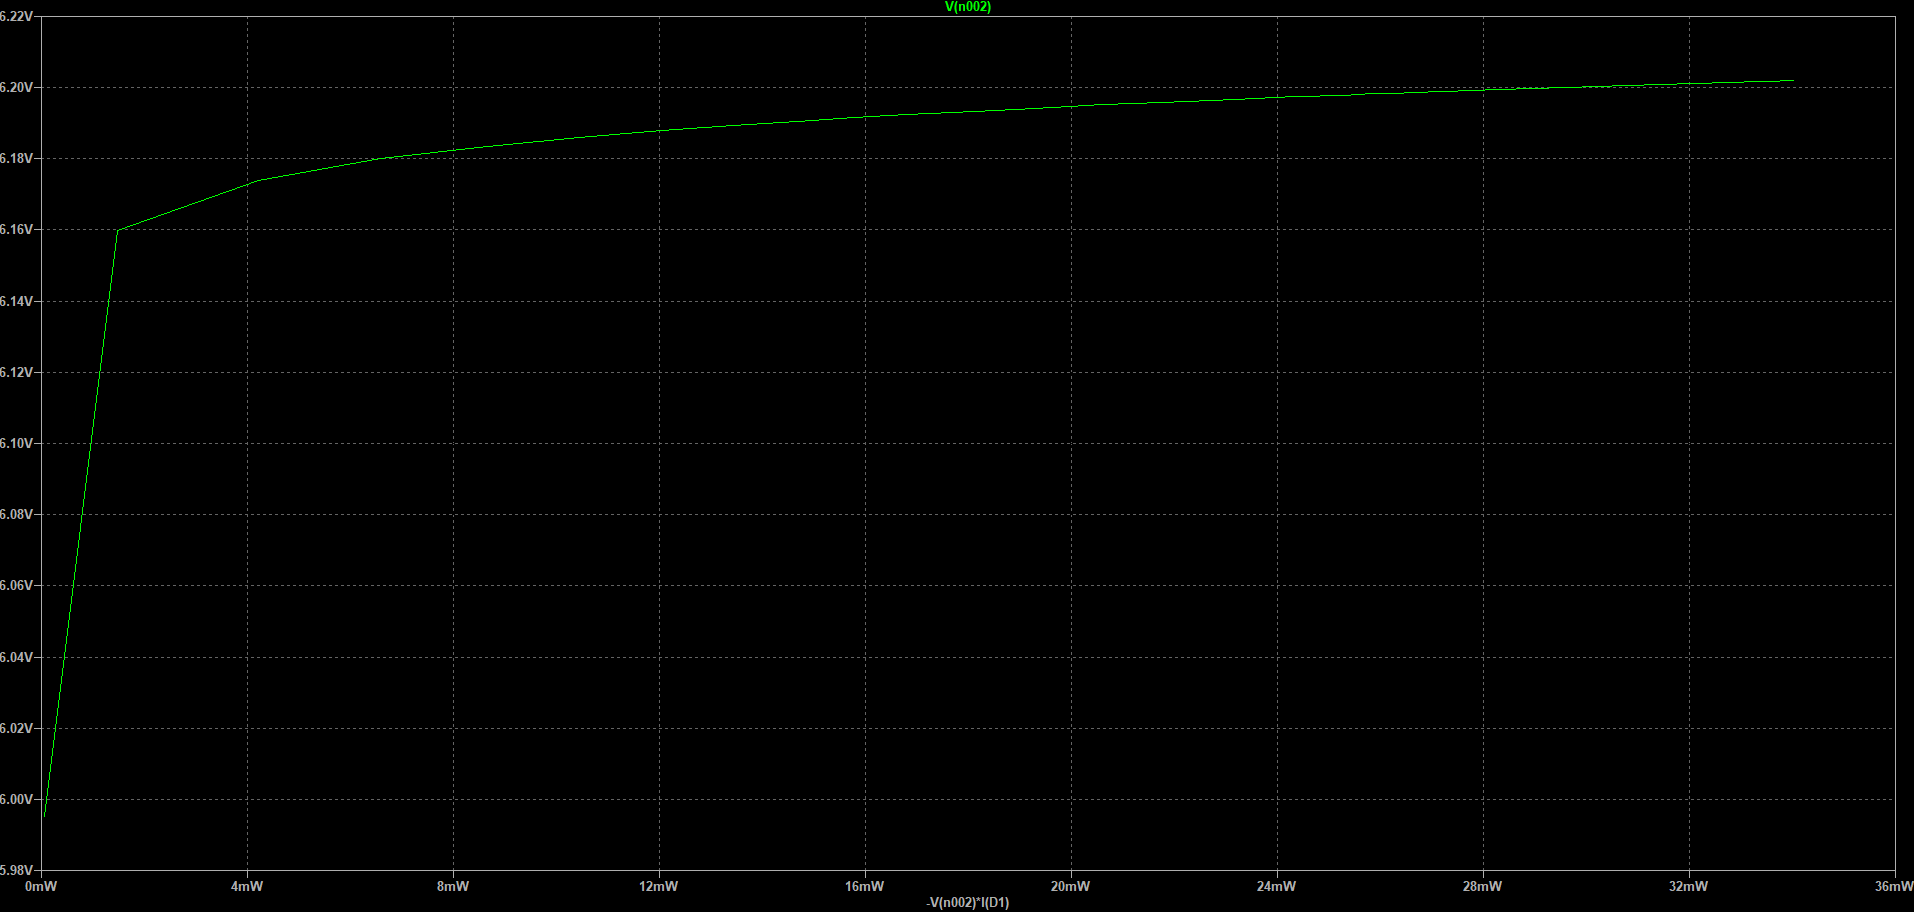 V(n002)
6.22V
6.20V
6.18V
6.16V
6.14V
6.12V
6.10V
6.08V
6.06V
6.04V
6.02V
6.00V
5.98V
0mW 4mW 8mW 12mW 16mW 20mW 24mW 28mW 32mW 36mW
-V(n002)*I(D1)